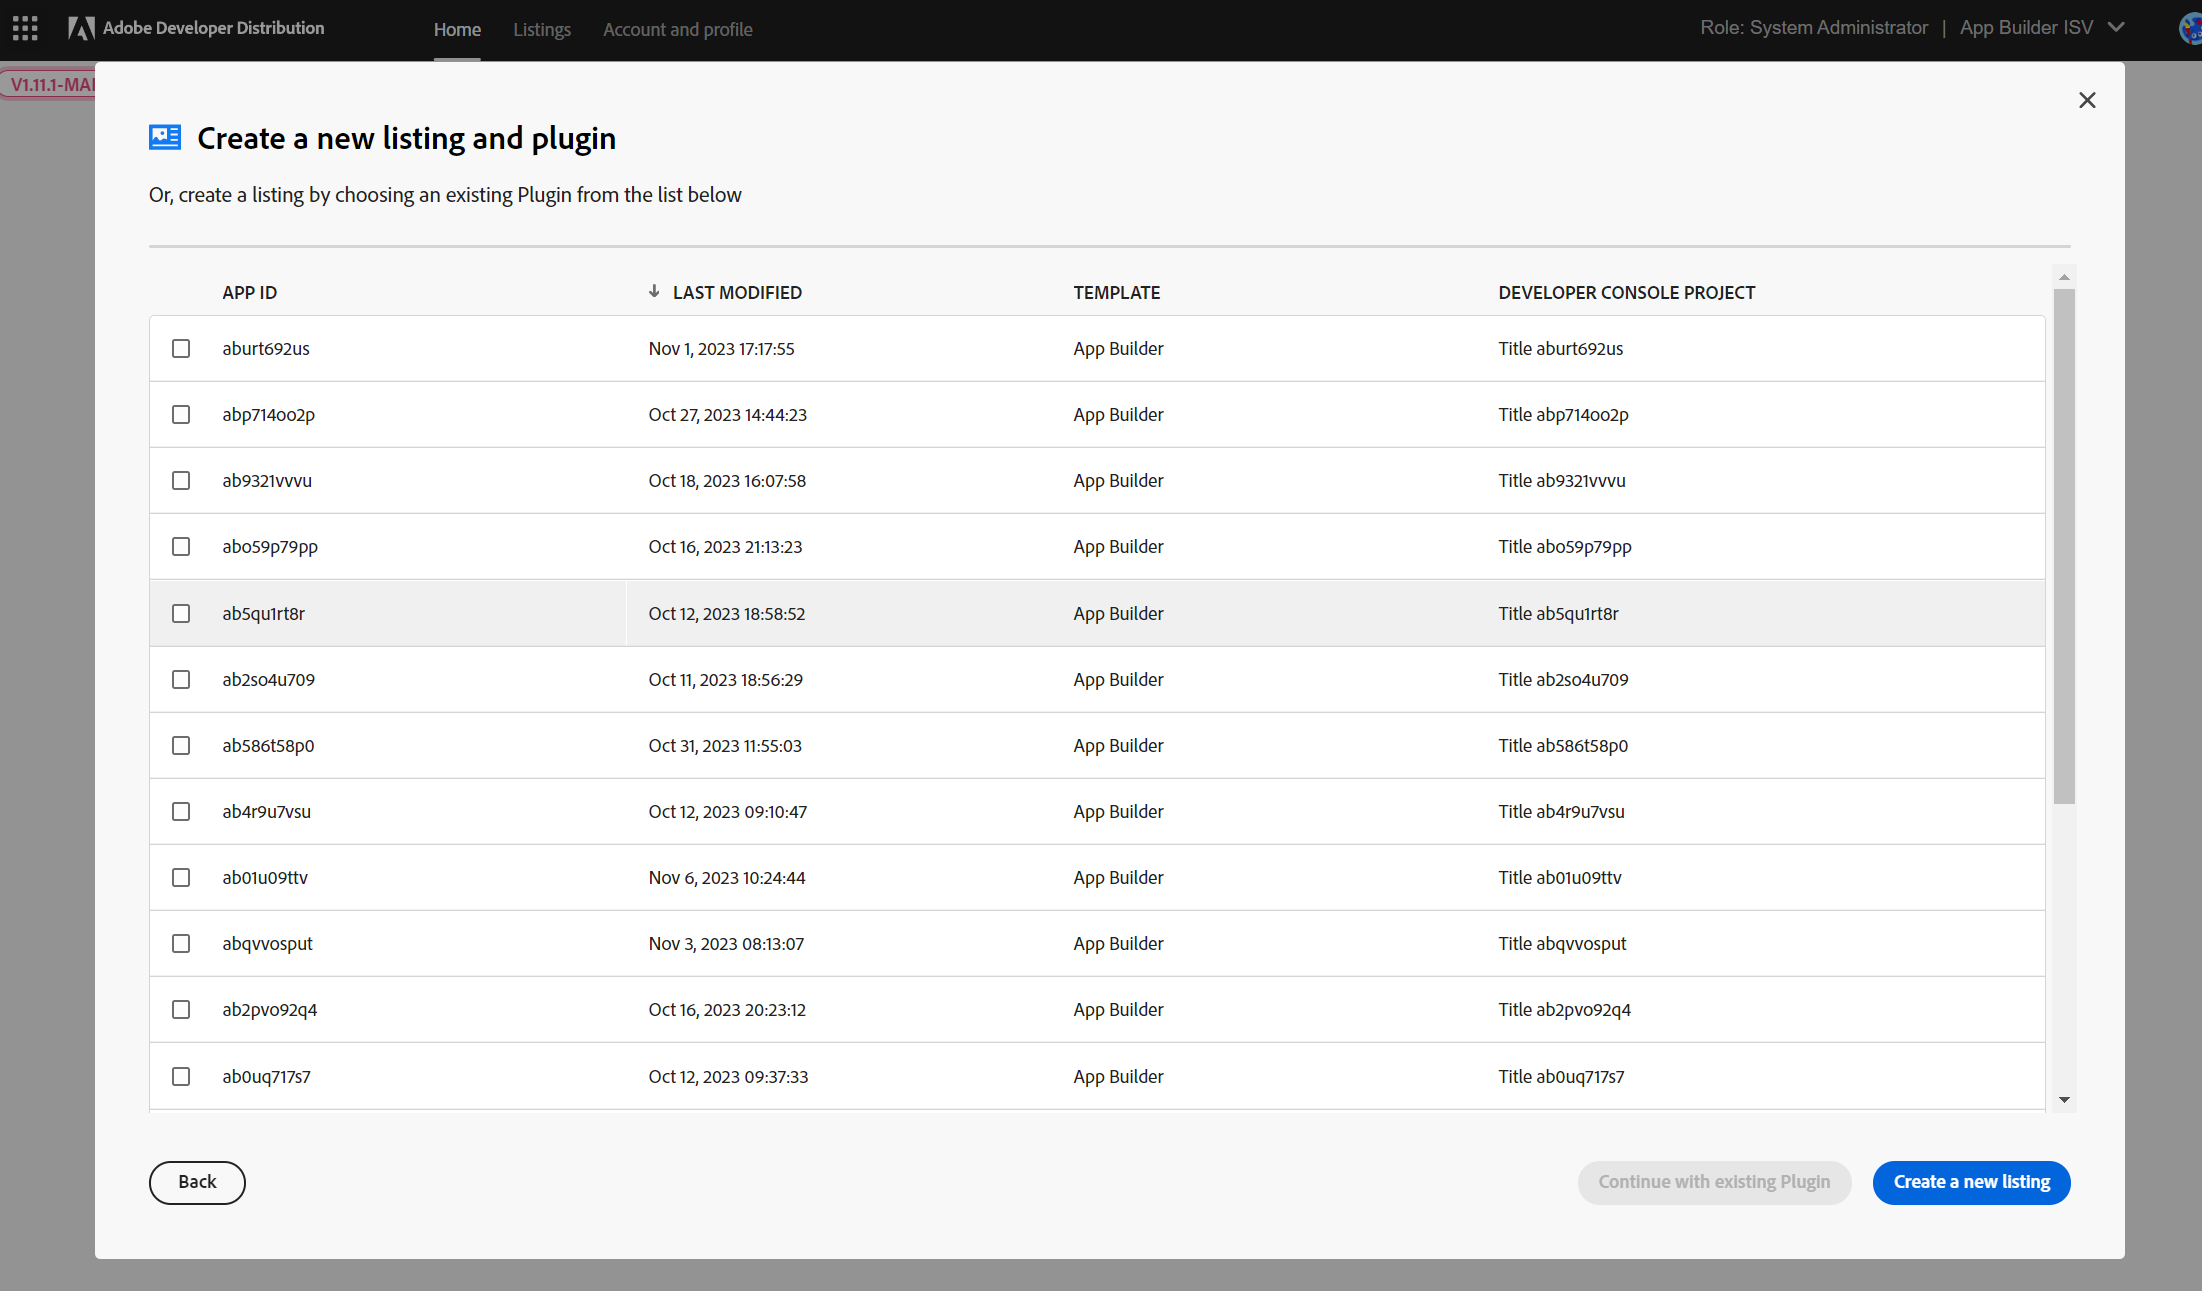 Adobe Developer Distribution Home Listings Account and profile Role: System Administrator | App Builder ISV
V1.11.1-MAI
Create a new listing and plugin
Or, create a listing by choosing an existing Plugin from the list below
APP ID LAST MODIFIED TEMPLATE DEVELOPER CONSOLE PROJECT
aburt692us Nov 1, 2023 17:17:55 App Builder Title aburt692us
abp714oo2p Oct 27, 2023 14:44:23 App Builder Title abp714oo2p
ab9321vvvu Oct 18, 2023 16:07:58 App Builder Title ab9321vvvu
abo59p79pp Oct 16, 2023 21:13:23 App Builder Title abo59p79pp
ab5qu1rt8r Oct 12, 2023 18:58:52 App Builder Title ab5qu1rt8r
ab2so4u709 Oct 11, 2023 18:56:29 App Builder Title ab2so4u709
ab586t58p0 Oct 31, 2023 11:55:03 App Builder Title ab586t58p0
ab4r9u7vsu Oct 12, 2023 09:10:47 App Builder Title ab4r9u7vsu
ab01u09ttv Nov 6, 2023 10:24:44 App Builder Title ab01u09ttv
abqvvosput Nov 3, 2023 08:13:07 App Builder Title abqvvosput
ab2pvo92q4 Oct 16, 2023 20:23:12 App Builder Title ab2pvo92q4
ab0uq717s7 Oct 12, 2023 09:37:33 App Builder Title ab0uq717s7
Back Continue with existing Plugin Create a new listing